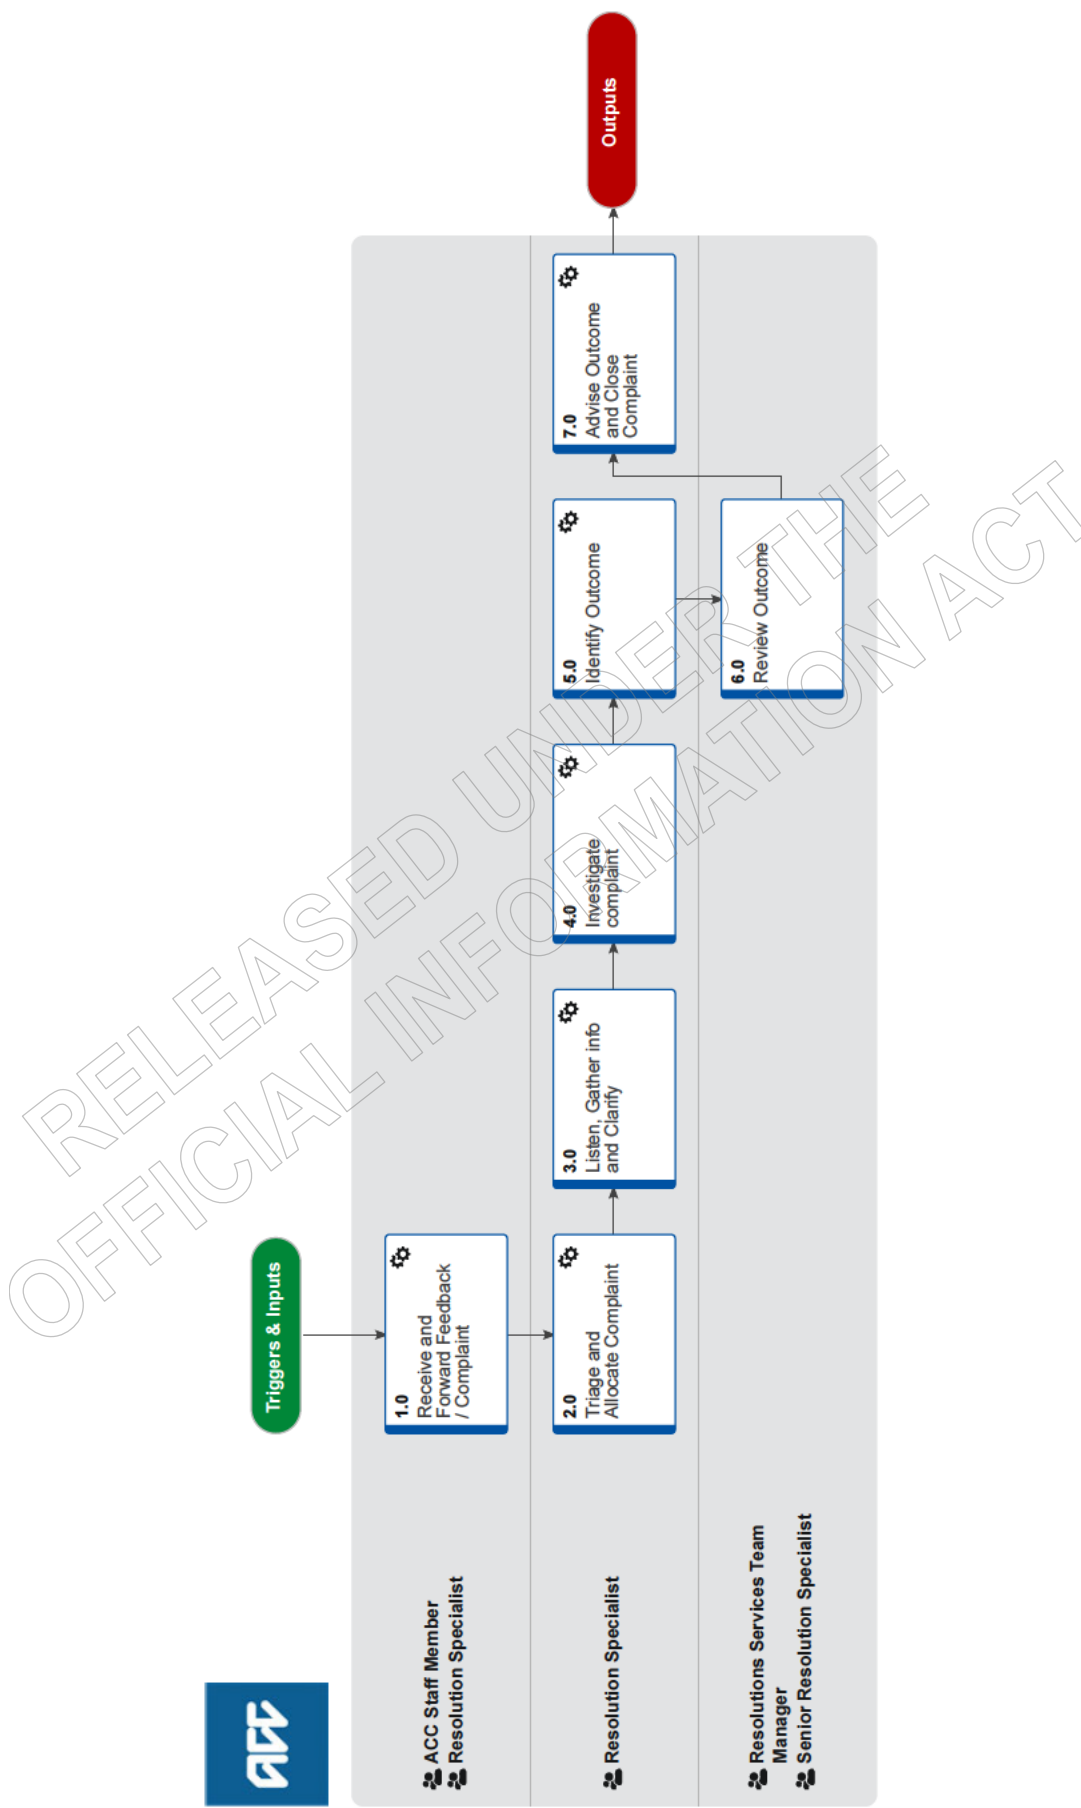 ACC
Triggers & Inputs
ACC Staff Member
Resolution Specialist
1.0
Receive and
Forward Feedback
/ Complaint
Resolution Specialist
2.0
Triage and
Allocate Complaint
3.0
Listen, Gather info
and Clarify
4.0
Investigate
complaint
5.0
Identify Outcome
7.0
Advise Outcome
and Close
Complaint
Outputs
Resolutions Services Team
Manager
Senior Resolution Specialist
6.0
Review Outcome
RELEASED UNDER THE
OFFICIAL INFORMATION ACT